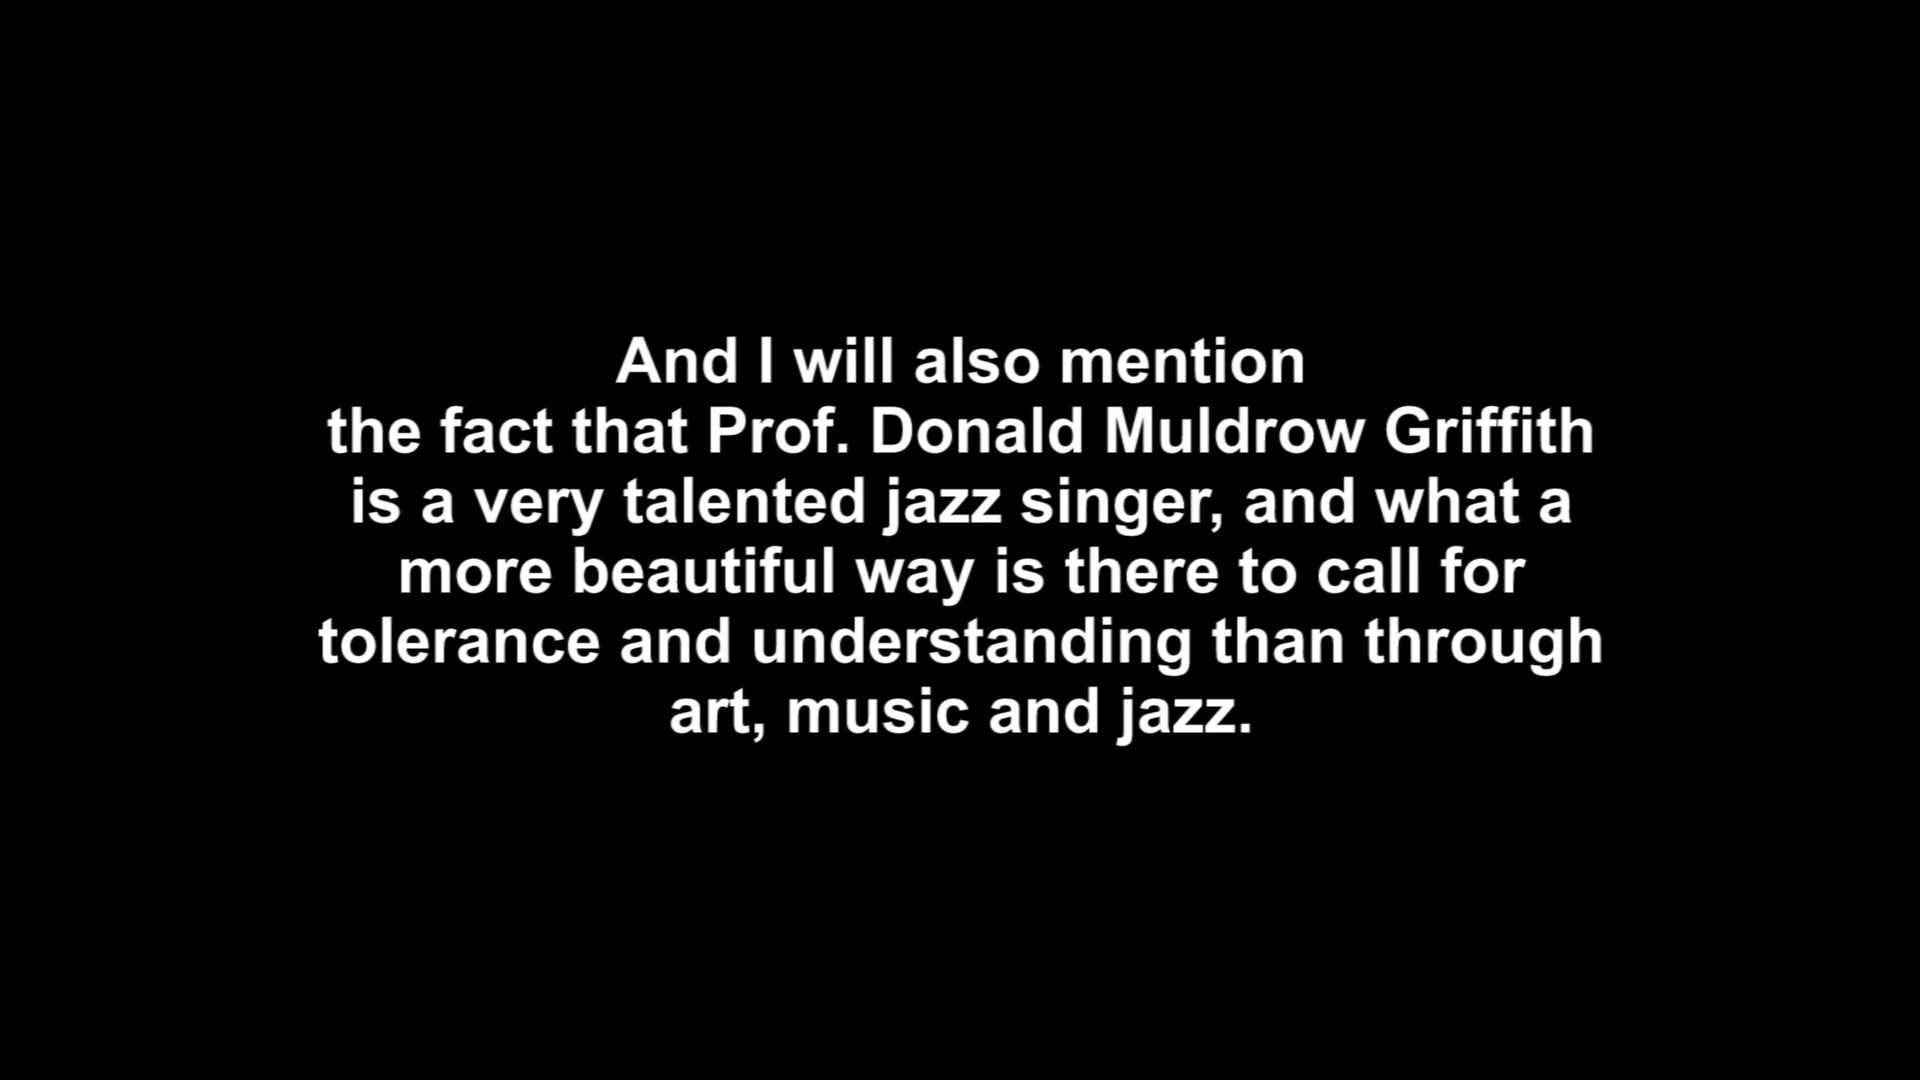 And I will also mention
the fact that Prof. Donald Muldrow Griffith
is a very talented jazz singer, and what a
more beautiful way is there to call for
tolerance and understanding than through
art, music and jazz.